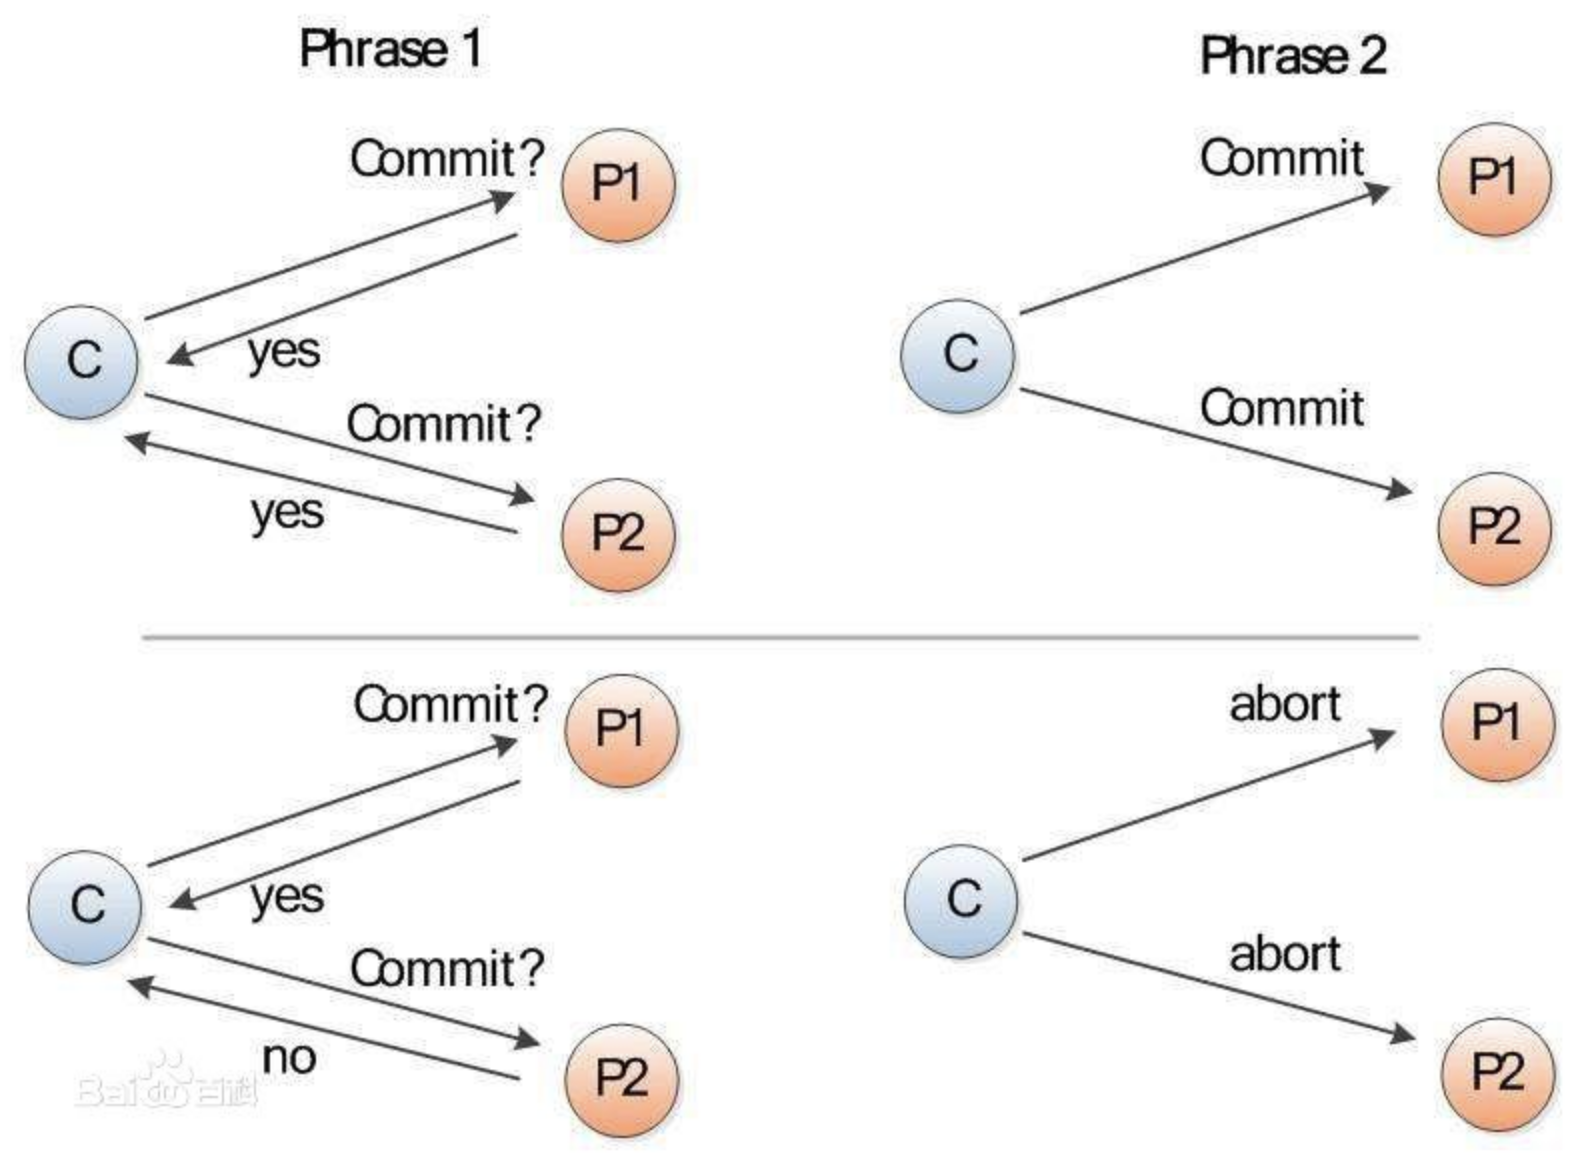 Phrase 1
Phrase 2
Commit?
P1
C
yes
Commit?
yes
P2
Commit
P1
C
Commit
P2
Commit?
P1
C
yes
Commit?
no
P2
abort
P1
C
abort
P2
Bai百科